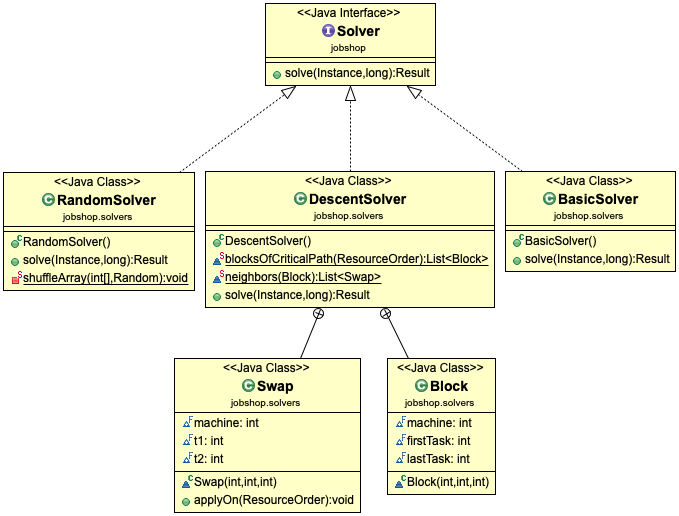 <<Java Interface>>
Solver
jobshop
solve(Instance,long):Result
<<Java Class>>
RandomSolver
jobshop.solvers
RandomSolver()
solve(Instance,long):Result
shuffleArray(int[],Random):void
<<Java Class>>
DescentSolver
jobshop.solvers
DescentSolver()
blocksOfCriticalPath(ResourceOrder):List<Block>
neighbors(Block):List<Swap>
solve(Instance,long):Result
<<Java Class>>
BasicSolver
jobshop.solvers
BasicSolver()
solve(Instance,long):Result
<<Java Class>>
Swap
jobshop.solvers
machine: int
t1: int
t2: int
Swap(int,int,int)
applyOn(ResourceOrder):void
<<Java Class>>
Block
jobshop.solvers
machine: int
firstTask: int
lastTask: int
Block(int,int,int)